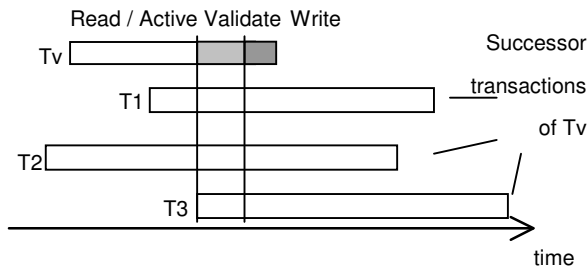 Read / Active Validate Write
Tv
Successor
transactions
of Tv
T1
T2
T3
time